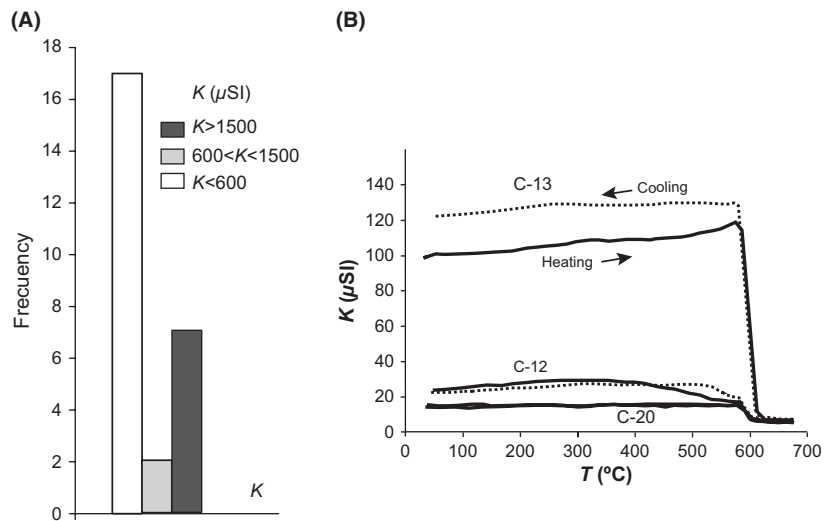 (A)
18
16
14
12
10
8
6
4
2
0
Frecuency
K (µSI)
K>1500
600<K<1500
K<600
K
(B)
140
120
100
80
60
40
20
0
K (µSI)
C-13
Cooling
Heating
C-12
C-20
0 100 200 300 400 500 600 700
T (ºC)